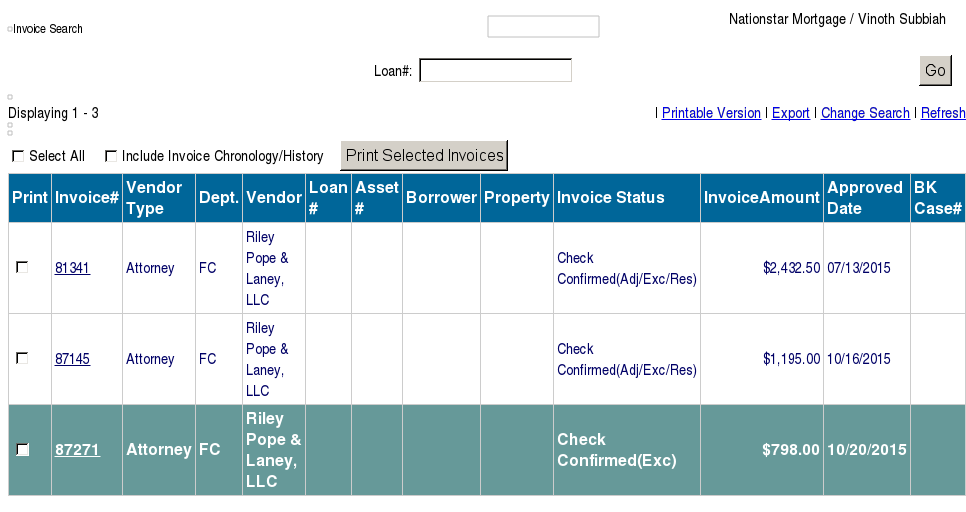 Invoice Search
Nationstar Mortgage / Vinoth Subbiah
Loan#:
Go
Displaying 1 - 3
| Printable Version | Export | Change Search | Refresh
Select All Include Invoice Chronology/History Print Selected Invoices
Print Invoice# Vendor Type Dept. Vendor Loan # Asset # Borrower Property Invoice Status InvoiceAmount Approved Date BK Case#
81341 Attorney FC Riley Pope & Laney, LLC Check Confirmed(Adj/Exc/Res) $2,432.50 07/13/2015
87145 Attorney FC Riley Pope & Laney, LLC Check Confirmed(Adj/Exc/Res) $1,195.00 10/16/2015
87271 Attorney FC Riley Pope & Laney, LLC Check Confirmed(Exc) $798.00 10/20/2015